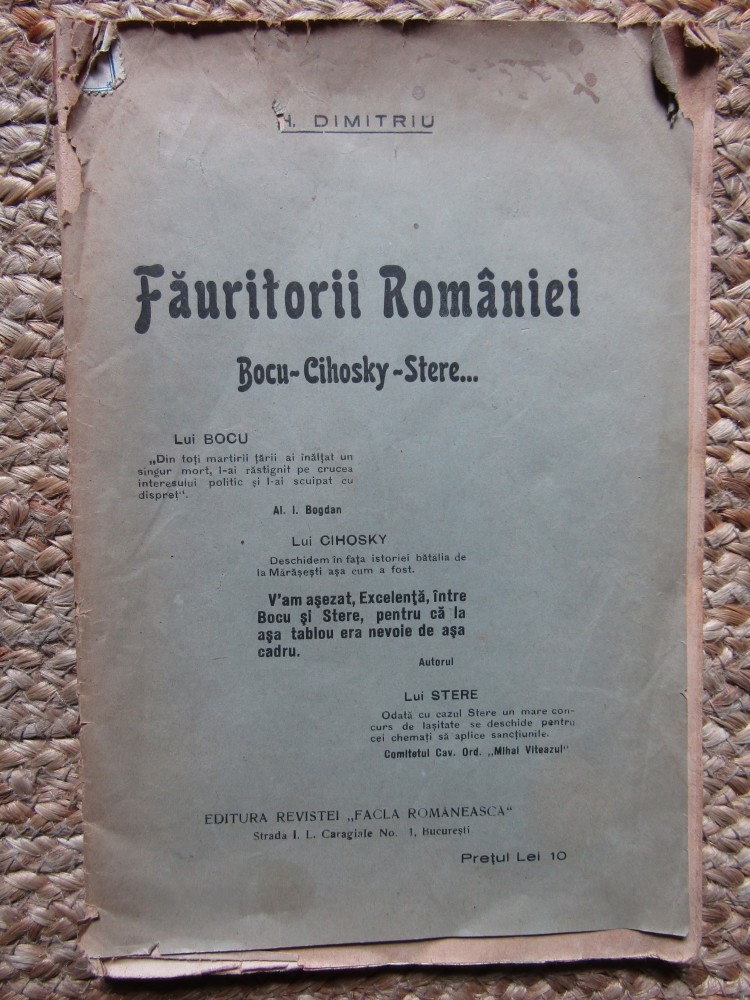 H. DIMITRIU
Făuritorii României
Bocu-Cihosky-Stere...
Lui BOCU
„Din toți martirii țării ai înălțat un
singur mort, l-ai răstignit pe crucea
interesului politic și l-ai scuipat cu
dispreț“.
Al. I. Bogdan
Lui CIHOSKY
Deschidem în fața istoriei bătălia de
la Mărășești așa cum a fost.
V'am așezat, Excelență, între
Bocu și Stere, pentru că la
așa tablou era nevoie de așa
cadru.
Autorul
Lui STERE
Odată cu cazul Stere un mare con-
curs de lașitate se deschide pentru
cei chemați să aplice sancțiunile.
Comitetul Cav. Ord. „Mihai Viteazul“
EDITURA REVISTEI „FACLA ROMÂNEASCĂ“
Strada I. L. Caragiale No. 1, București
Prețul Lei 10